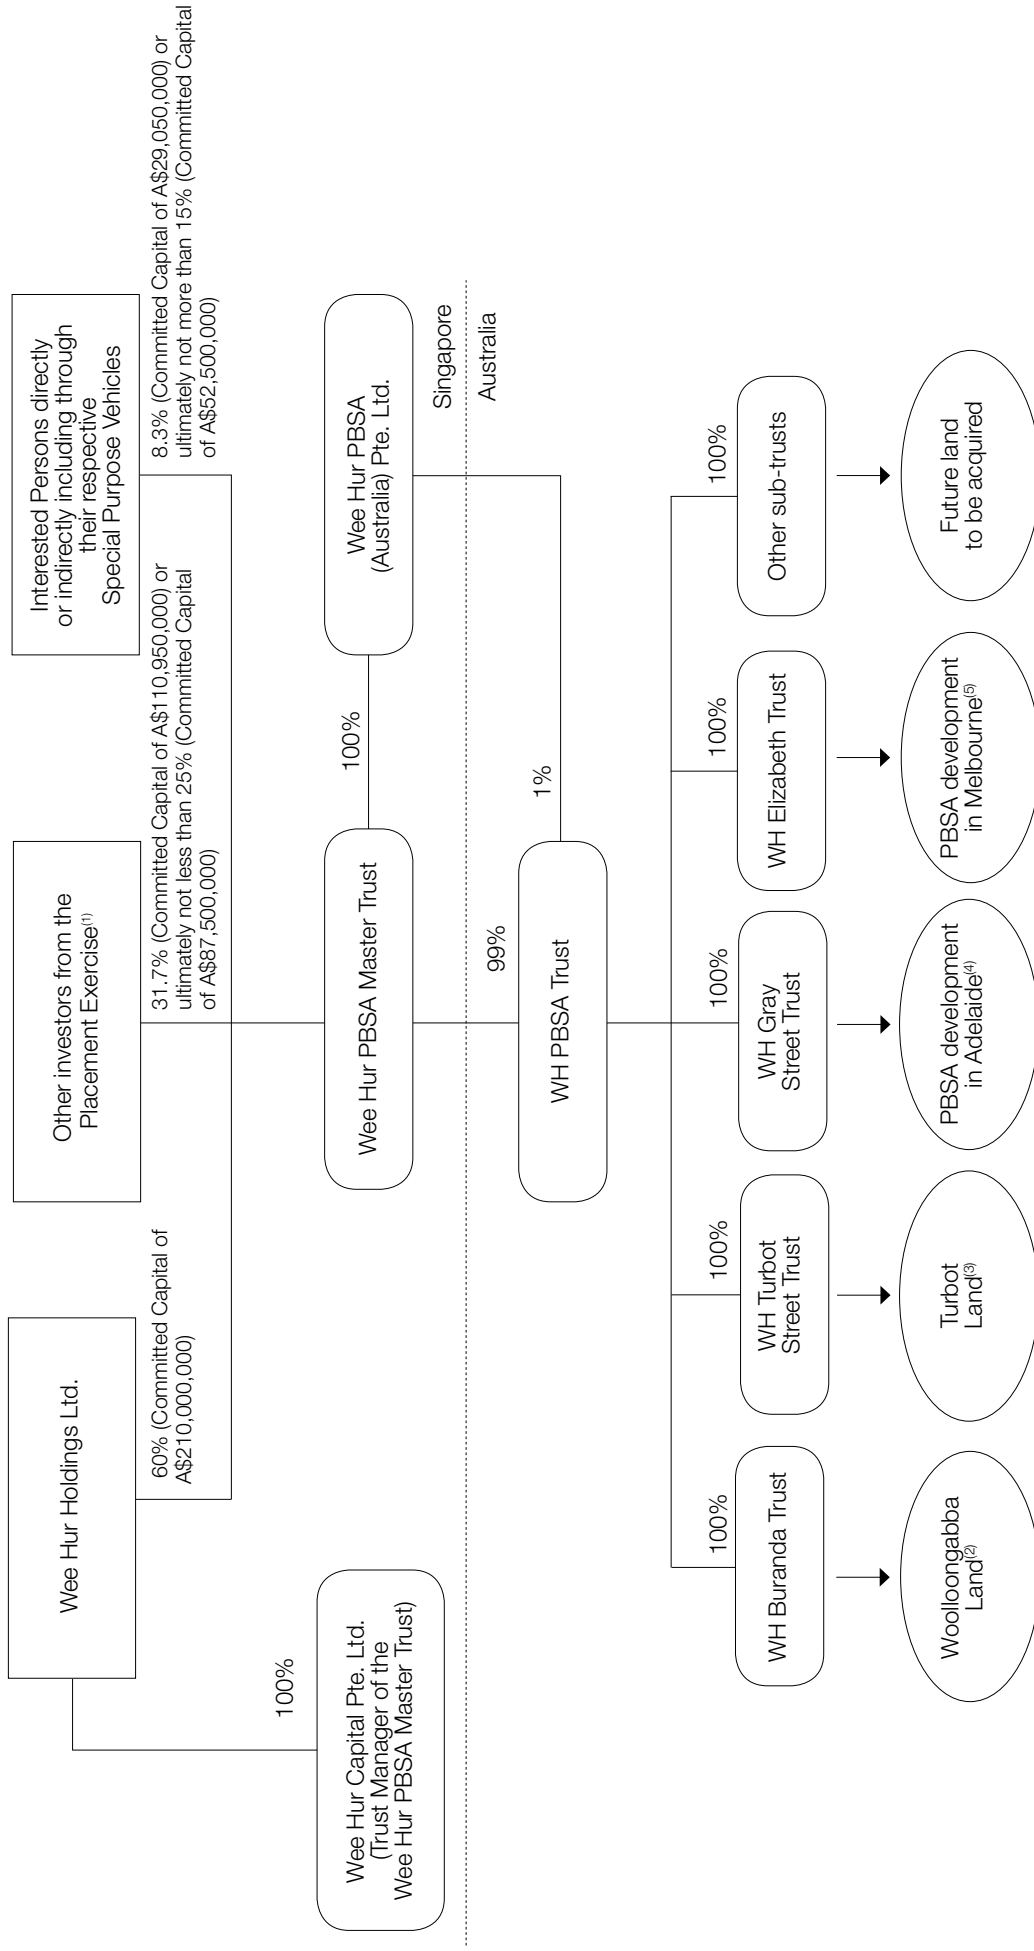 Wee Hur Holdings Ltd.
Other investors from the
Placement Exercise(1)
Interested Persons directly
or indirectly including through
their respective
Special Purpose Vehicles
60% (Committed Capital of
A$210,000,000)
31.7% (Committed Capital of A$110,950,000) or
ultimately not less than 25% (Committed Capital
of A$87,500,000)
8.3% (Committed Capital of A$29,050,000) or
ultimately not more than 15% (Committed Capital
of A$52,500,000)
100%
Wee Hur Capital Pte. Ltd.
(Trust Manager of the
Wee Hur PBSA Master Trust)
Wee Hur PBSA Master Trust
100%
Wee Hur PBSA
(Australia) Pte. Ltd.
Singapore
Australia
99%
1%
WH PBSA Trust
100%
100%
100%
100%
100%
WH Buranda Trust
WH Turbot
Street Trust
WH Gray
Street Trust
WH Elizabeth Trust
Other sub-trusts
Woolloongabba
Land(2)
Turbot
Land(3)
PBSA development
in Adelaide(4)
PBSA development
in Melbourne(5)
Future land
to be acquired